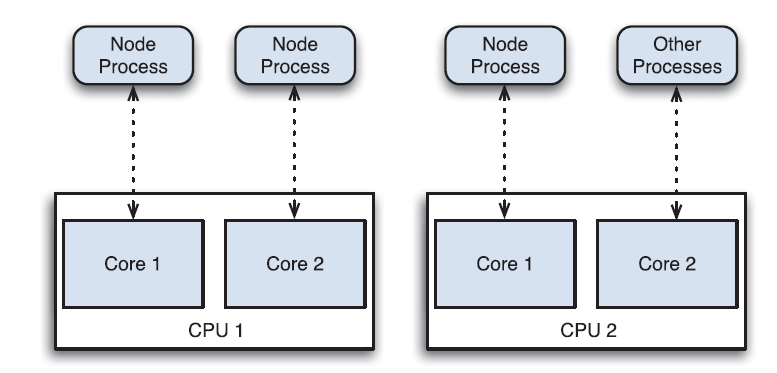 Node
Process
Node
Process
Node
Process
Other
Processes
Core 1
Core 2
Core 1
Core 2
CPU 1
CPU 2